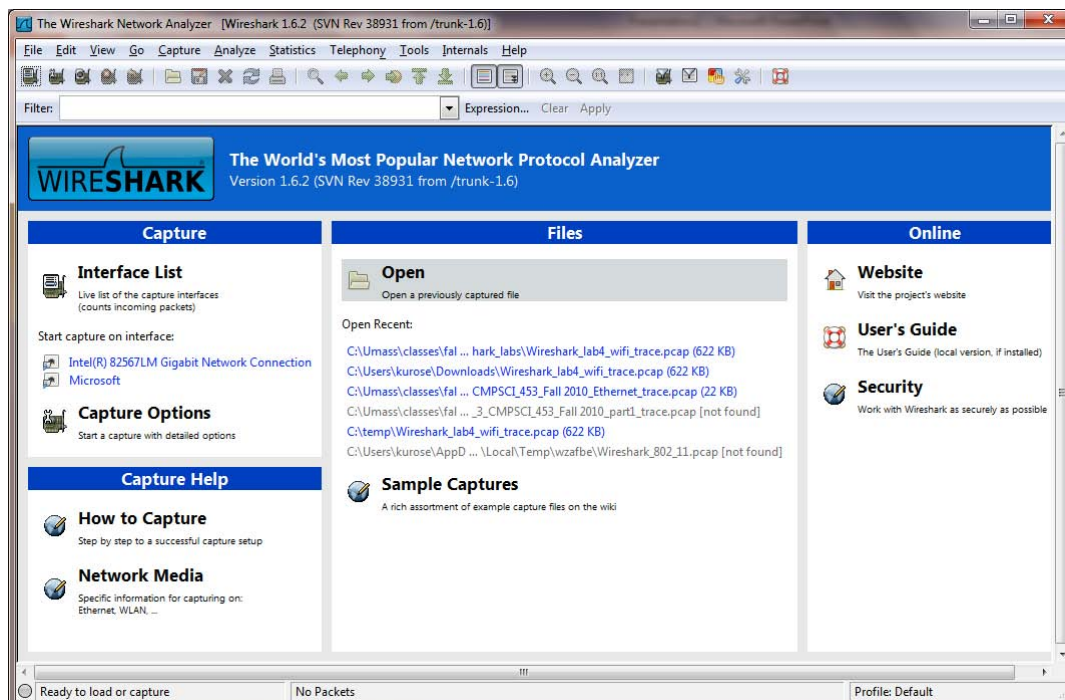 The Wireshark Network Analyzer [Wireshark 1.6.2 (SVN Rev 38931 from /trunk-1.6)]
File Edit View Go Capture Analyze Statistics Telephony Tools Internals Help
Filter: Expression... Clear Apply
WIRESHARK
The World's Most Popular Network Protocol Analyzer
Version 1.6.2 (SVN Rev 38931 from /trunk-1.6)
Capture
Interface List
Live list of the capture interfaces
(counts incoming packets)
Start capture on interface:
Intel(R) 82567LM Gigabit Network Connection
Microsoft
Capture Options
Start a capture with detailed options
Capture Help
How to Capture
Step by step to a successful capture setup
Network Media
Specific information for capturing on:
Ethernet, WLAN, ...
Files
Open
Open a previously captured file
Open Recent:
C:\Umass\classes\fal ... hark_labs\Wireshark_lab4_wifi_trace.pcap (622 KB)
C:\Users\kurose\Downloads\Wireshark_lab4_wifi_trace.pcap (622 KB)
C:\Umass\classes\fal ... CMPSCI_453_Fall 2010_Ethernet_trace.pcap (22 KB)
C:\Umass\classes\fal ... _3_CMPSCI_453_Fall 2010_part1_trace.pcap [not found]
C:\temp\Wireshark_lab4_wifi_trace.pcap (622 KB)
C:\Users\kurose\AppD ... \Local\Temp\wzafbe\Wireshark_802_11.pcap [not found]
Sample Captures
A rich assortment of example capture files on the wiki
Online
Website
Visit the project's website
User's Guide
The User's Guide (local version, if installed)
Security
Work with Wireshark as securely as possible
Ready to load or capture
No Packets
Profile: Default